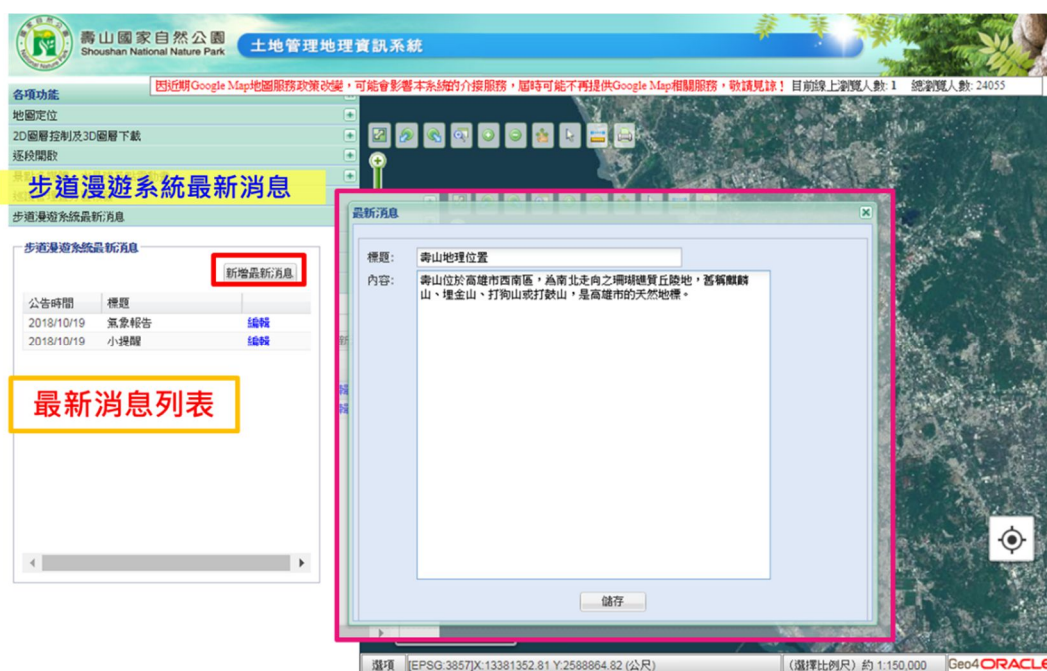 壽山國家自然公園
Shoushan National Nature Park
土地管理地理資訊系統
因近期Google Map地圖服務政策改變,可能會影響本系統的介接服務,屆時可能不再提供Google Map相關服務,敬請見諒! 目前線上瀏覽人數: 1 總瀏覽人數: 24055
各項功能
地圖定位
2D圖層控制及3D圖層下載
逐段開啟
步道漫遊系統最新消息
步道漫遊系統最新消息
步道漫遊系統最新消息
新增最新消息
公告時間 標題
2018/10/19 氣象報告 編輯
2018/10/19 小提醒 編輯
最新消息列表
最新消息
標題: 壽山地理位置
內容: 壽山位於高雄市西南區,為南北走向之珊瑚礁質丘陵地,舊稱麒麟
山、埋金山、打狗山或打鼓山,是高雄市的天然地標。
儲存
選項 [EPSG:3857]X:13381352.81 Y:2588864.82 (公尺) (選擇比例尺) 約 1:150,000 Geo4ORACLE